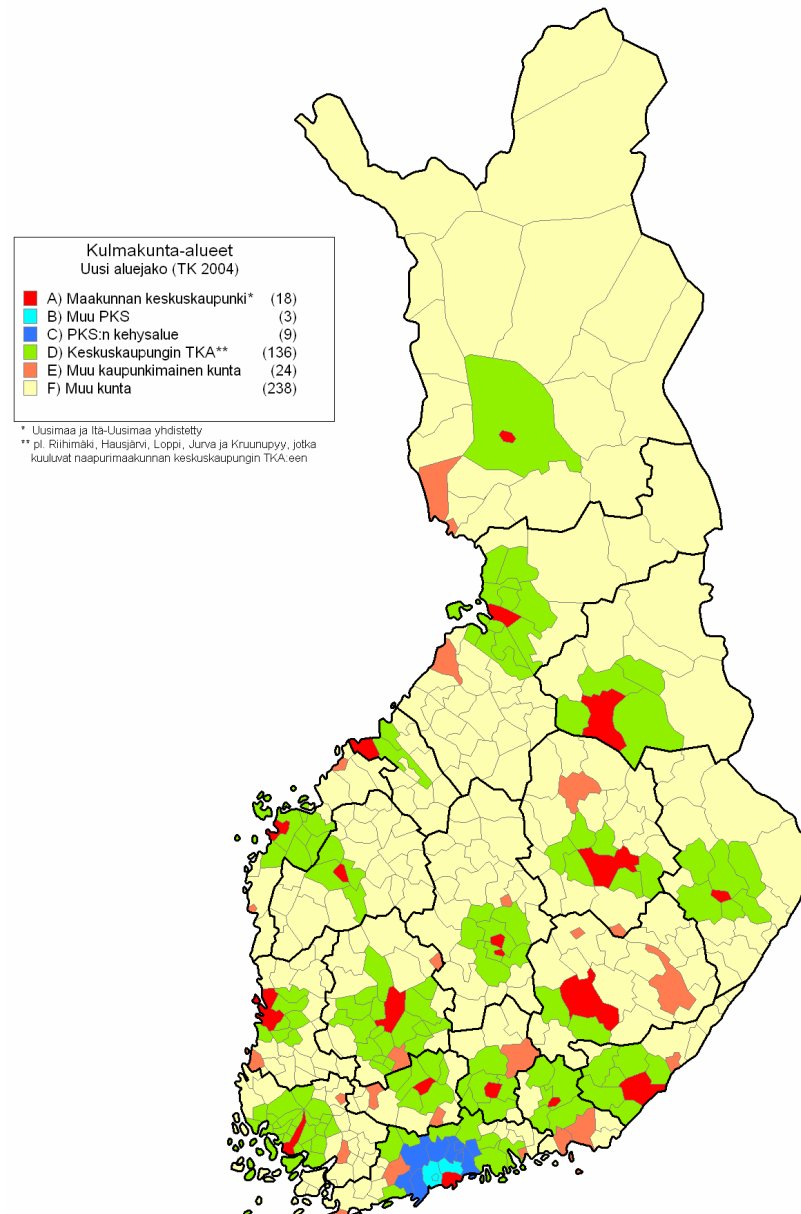 Kulmakunta-alueet
Uusi aluejako (TK 2004)
A) Maakunnan keskuskaupunki* (18)
B) Muu PKS (3)
C) PKS:n kehysalue (9)
D) Keskuskaupungin TKA** (136)
E) Muu kaupunkimainen kunta (24)
F) Muu kunta (238)
* Uusimaa ja Itä-Uusimaa yhdistetty
** pl. Riihimäki, Hausjärvi, Loppi, Jurva ja Kruunupyy, jotka
kuuluvat naapurimaakunnan keskuskaupungin TKA:een